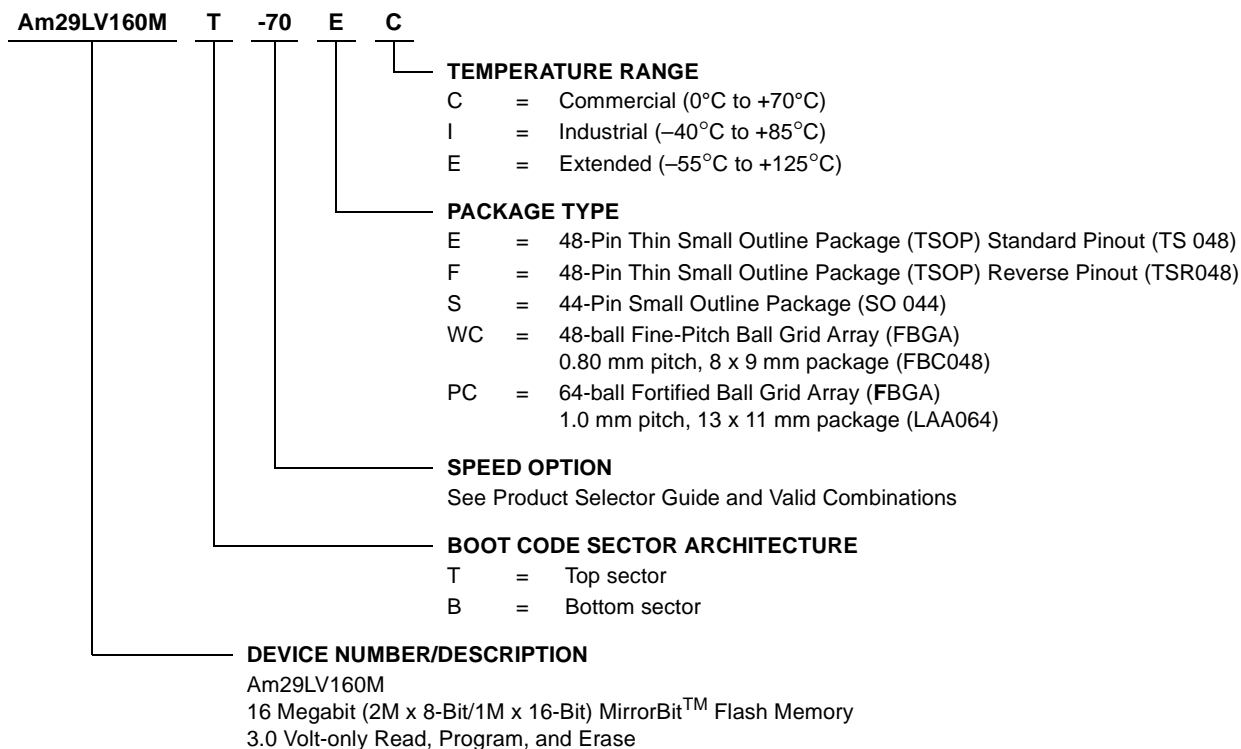 Am29LV160M T -70 E C
TEMPERATURE RANGE
C = Commercial (0°C to +70°C)
I = Industrial (–40°C to +85°C)
E = Extended (–55°C to +125°C)
PACKAGE TYPE
E = 48-Pin Thin Small Outline Package (TSOP) Standard Pinout (TS 048)
F = 48-Pin Thin Small Outline Package (TSOP) Reverse Pinout (TSR048)
S = 44-Pin Small Outline Package (SO 044)
WC = 48-ball Fine-Pitch Ball Grid Array (FBGA)
0.80 mm pitch, 8 x 9 mm package (FBC048)
PC = 64-ball Fortified Ball Grid Array (FBGA)
1.0 mm pitch, 13 x 11 mm package (LAA064)
SPEED OPTION
See Product Selector Guide and Valid Combinations
BOOT CODE SECTOR ARCHITECTURE
T = Top sector
B = Bottom sector
DEVICE NUMBER/DESCRIPTION
Am29LV160M
16 Megabit (2M x 8-Bit/1M x 16-Bit) MirrorBit™ Flash Memory
3.0 Volt-only Read, Program, and Erase